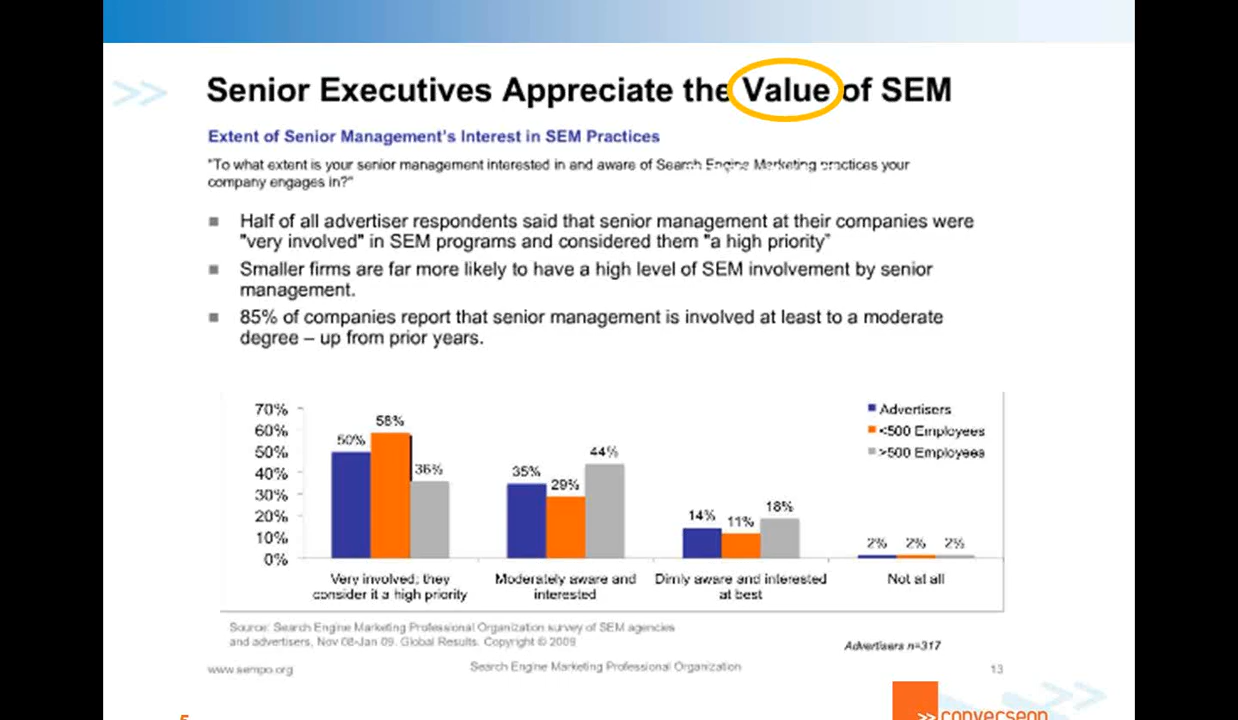 Senior Executives Appreciate the Value of SEM
Extent of Senior Management's Interest in SEM Practices
"To what extent is your senior management interested in and aware of Search Engine Marketing practices your
company engages in?"
Half of all advertiser respondents said that senior management at their companies were
"very involved" in SEM programs and considered them "a high priority"
Smaller firms are far more likely to have a high level of SEM involvement by senior
management.
85% of companies report that senior management is involved at least to a moderate
degree – up from prior years.
70%
60%
50%
40%
30%
20%
10%
0%
50% 58% 36%
35% 29% 44%
14% 11% 18%
2% 2% 2%
Advertisers
<500 Employees
>500 Employees
Very involved; they
consider it a high priority
Moderately aware and
interested
Dimly aware and interested
at best
Not at all
Source: Search Engine Marketing Professional Organization survey of SEM agencies
and advertisers, Nov 08-Jan 09. Global Results. Copyright © 2009
Advertisers n=317
www.sempo.org
Search Engine Marketing Professional Organization
13
5
>> converseon